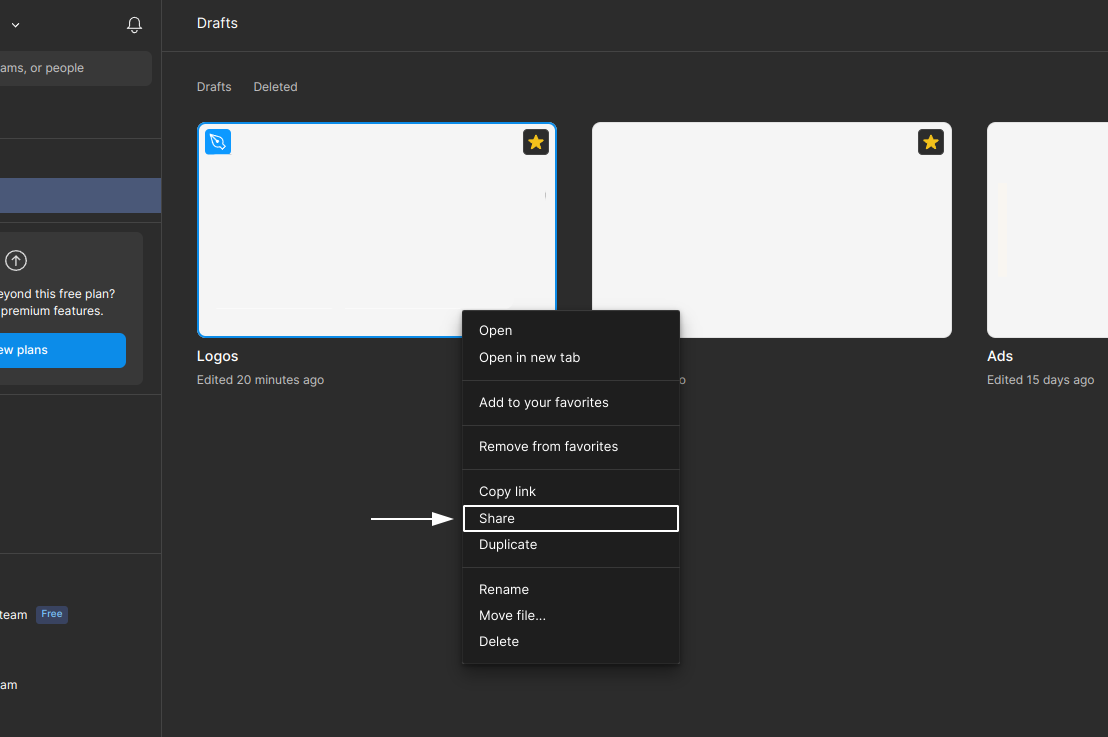 Drafts
ams, or people
Drafts Deleted
eyond this free plan?
premium features.
ew plans
Logos
Edited 20 minutes ago
o
Ads
Edited 15 days ago
Open
Open in new tab
Add to your favorites
Remove from favorites
Copy link
Share
Duplicate
Rename
Move file...
Delete
team Free
am